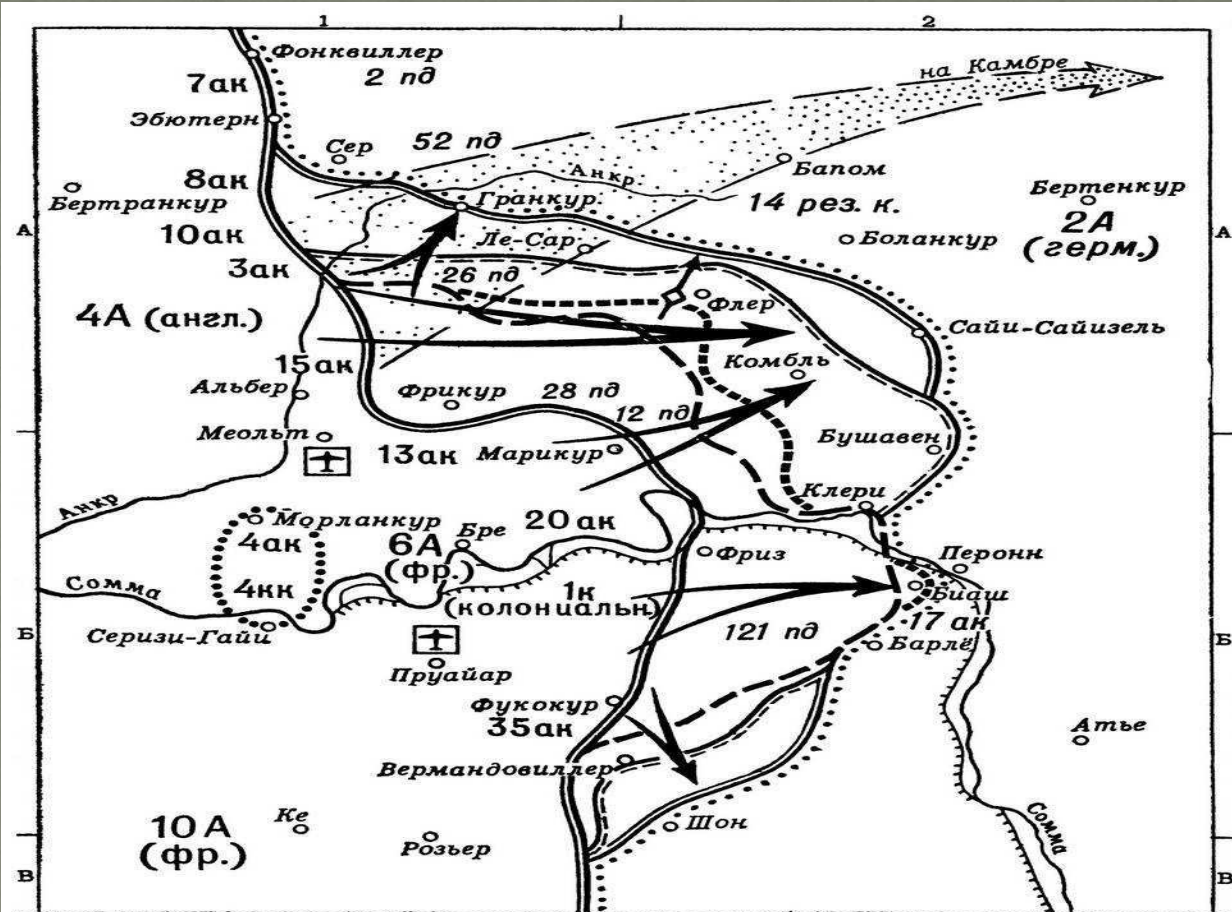 1 2
Фонквиллер
7ак
2 пд
на Камбре
Эбютерн
52 пд
Сер
Бапом
8ак
Анкр.
Бертранкур
Гранкур.
14 рез. к.
Бертенкур
2А
(герм.)
А А
10ак
Ле-Сар
Боланкур
3ак
26 пд
Флер
4А (англ.)
Сайи-Сайизель
15ак
Комбль
Альбер
Фрикур
28 пд
12 пд
Меольт
Бушавен
13ак
Марикур
Клери
Анкр
Морланкур
20ак
Бре
4ак
6А
(фр.)
Фриз
Перонн
Сомма
4кк
1к
(колониальн.)
Биаш
17 ак
Б Б
Серизи-Гайи
121 пд
Барлё
Пруайар
Фукокур
35ак
Атье
Вермандовиллер
Ке
10А
(фр.)
Шон
Розьер
Сомма
В В